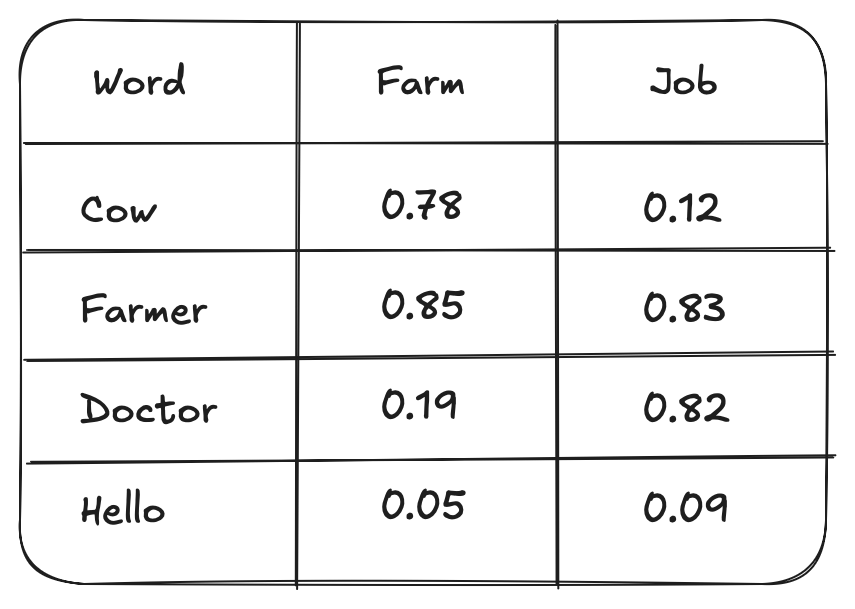 Word Farm Job
Cow 0.78 0.12
Farmer 0.85 0.83
Doctor 0.19 0.82
Hello 0.05 0.09